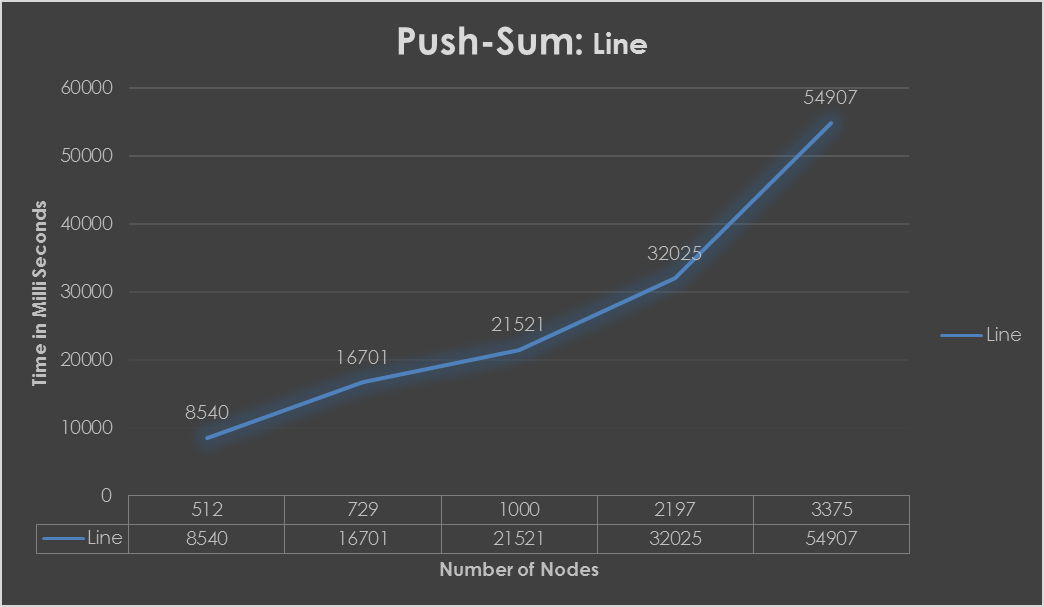 Push-Sum: Line
60000
50000
40000
30000
20000
10000
0
Time in Milli Seconds
8540
16701
21521
32025
54907
Line
512 729 1000 2197 3375
Line 8540 16701 21521 32025 54907
Number of Nodes